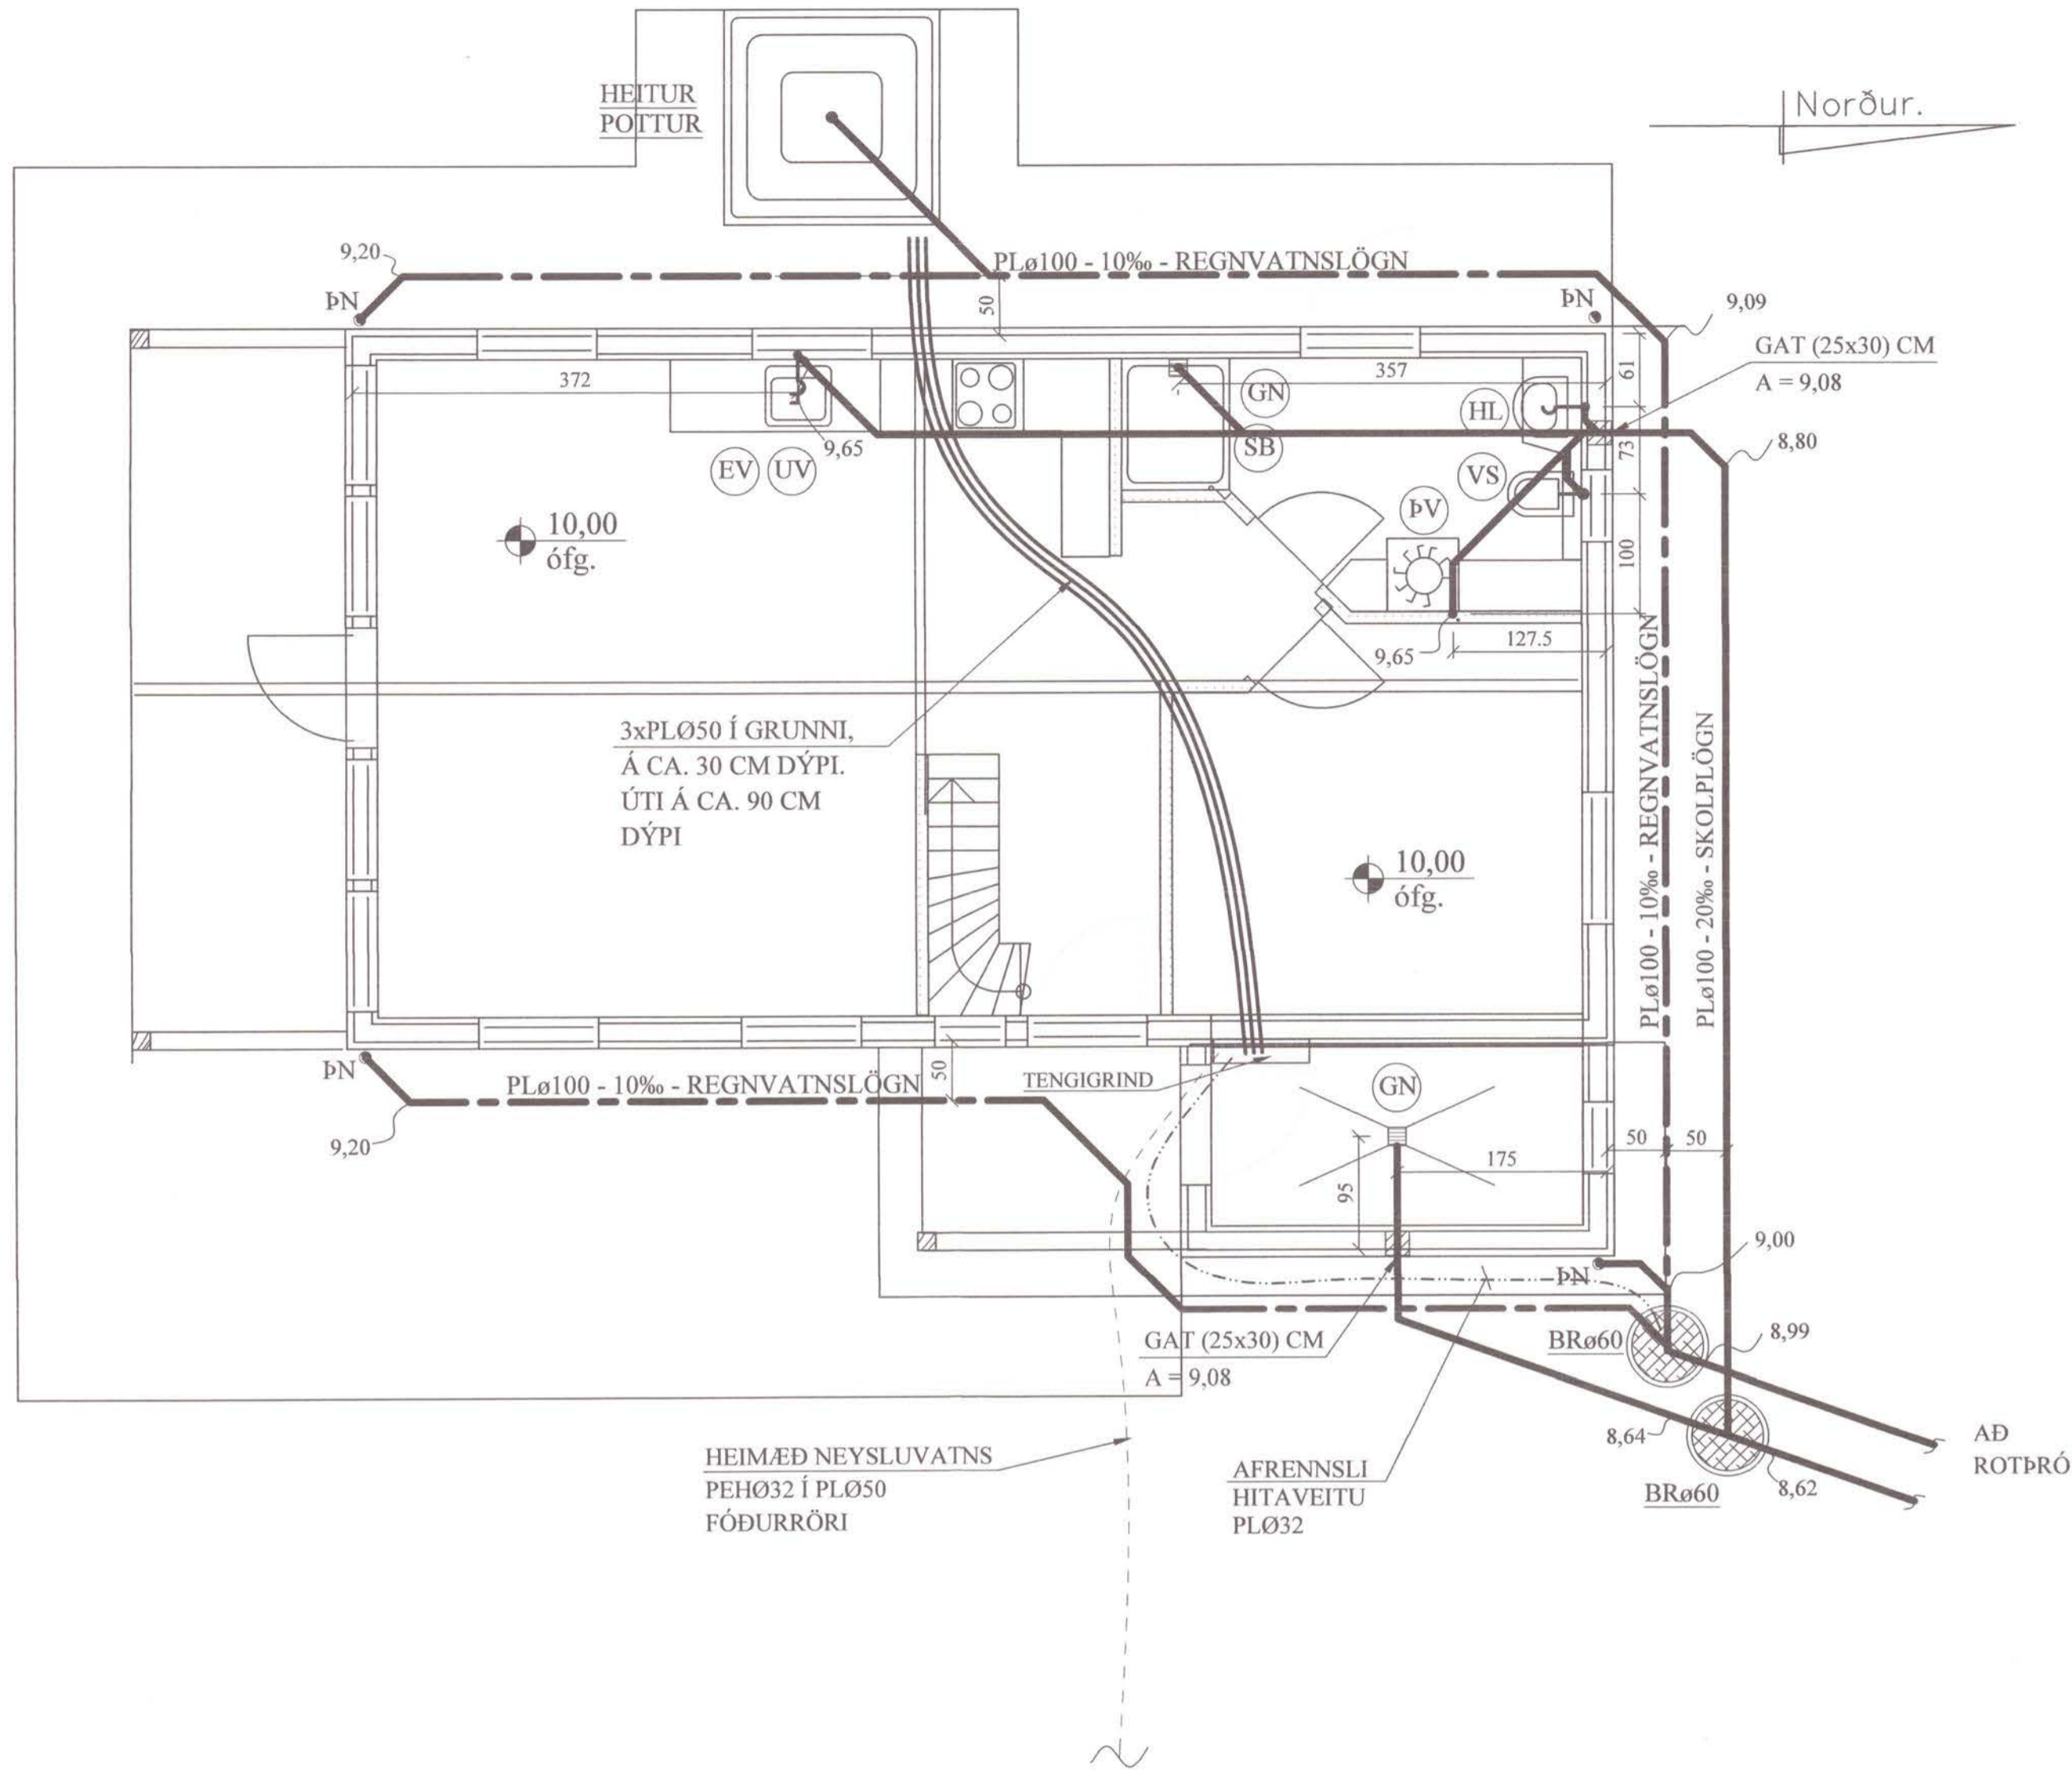 HEITUR
POTTUR
Norður.
9,20
PLø100 - 10‰ - REGNVATNSLÖGN
ÞN
50
ÞN
9,09
GAT (25x30) CM
A = 9,08
372
357
61
GN
HL
9,65
SB
73
8,80
EV
UV
VS
ÞV
10,00
ófg.
100
127.5
9,65
3xPLØ50 Í GRUNNI,
Á CA. 30 CM DÝPI.
ÚTI Á CA. 90 CM
DÝPI
PLø100 - 10‰ - REGNVATNSLÖGN
PLø100 - 20‰ - SKOLPLÖGN
10,00
ófg.
ÞN
PLø100 - 10‰ - REGNVATNSLÖGN
50
TENGIGRIND
GN
9,20
50
50
175
95
9,00
ÞN
GAT (25x30) CM
A = 9,08
BRø60
8,99
8,64
AÐ
ROTÞRÓ
HEIMÆÐ NEYSLUVATNS
PEHØ32 Í PLØ50
FÓÐURRÖRI
AFRENNSLI
HITAVEITU
PLØ32
BRø60
8,62